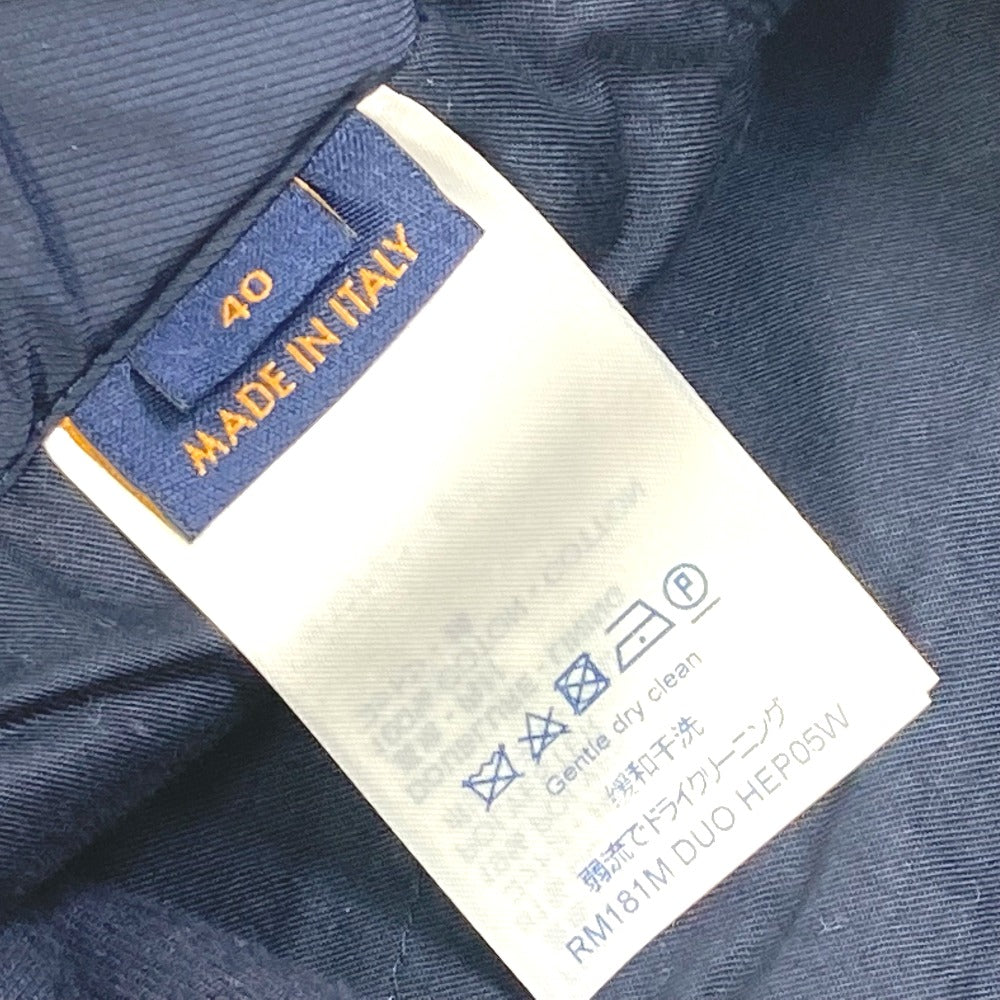 40
MADE IN ITALY
P
Gentle dry clean
缓和干洗
弱流でドライクリーニング
RM181M DUO HEP05W